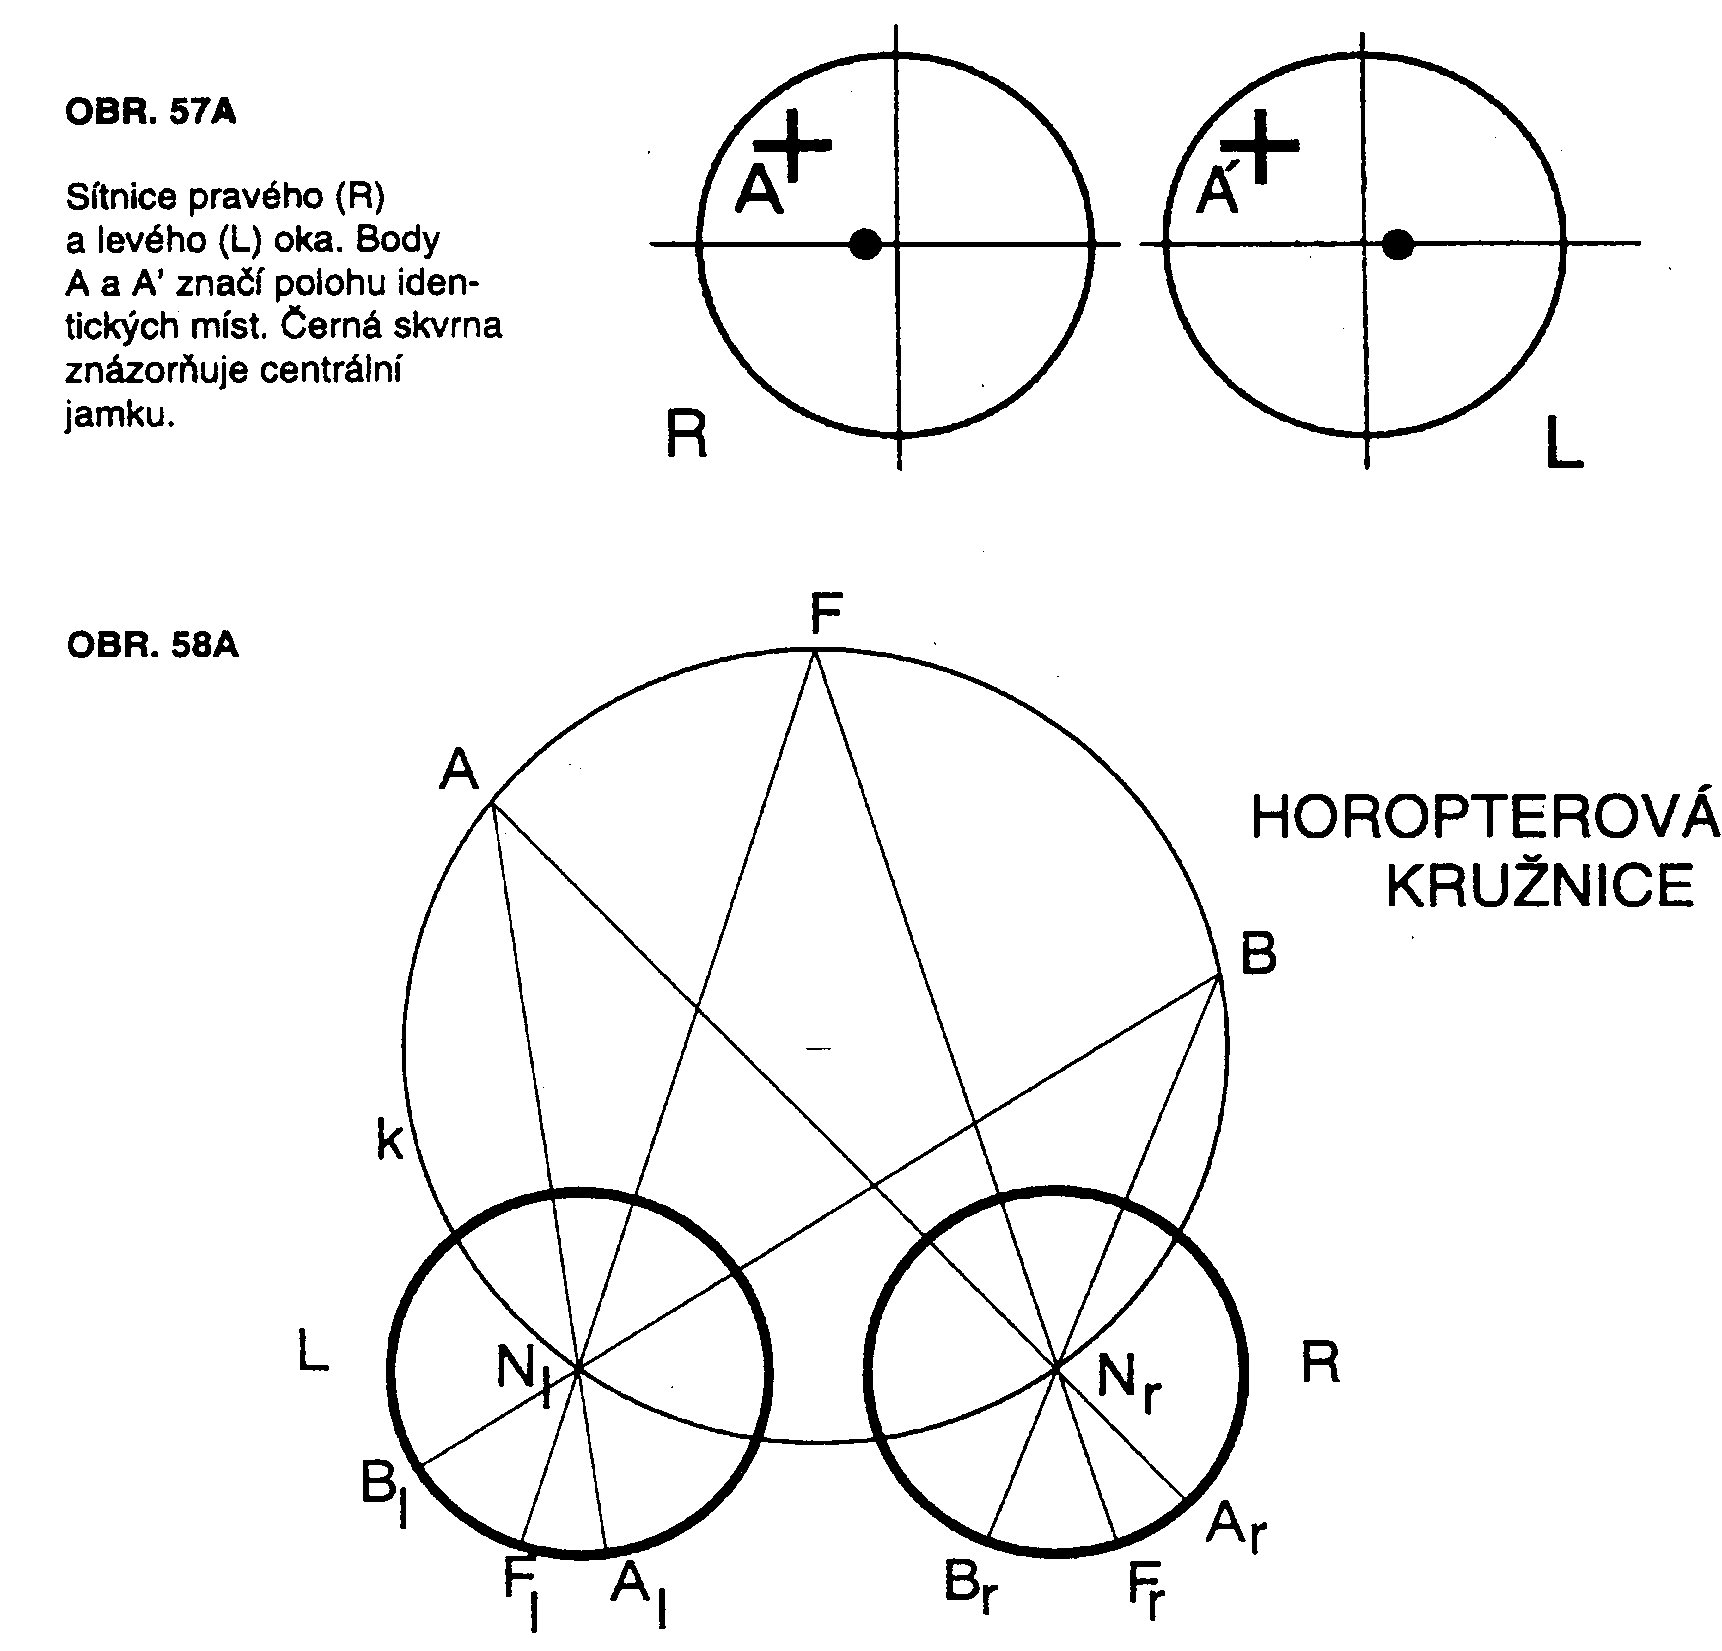 OBR. 57A
Sítnice pravého (R)
a levého (L) oka. Body
A a A' značí polohu iden-
tických míst. Černá skvrna
znázorňuje centrální
jamku.
A
A´
R
L
OBR. 58A
F
A
HOROPTEROVÁ
KRUŽNICE
B
k
L
Nl
Nr
R
Bl
Fl
Al
Br
Fr
Ar